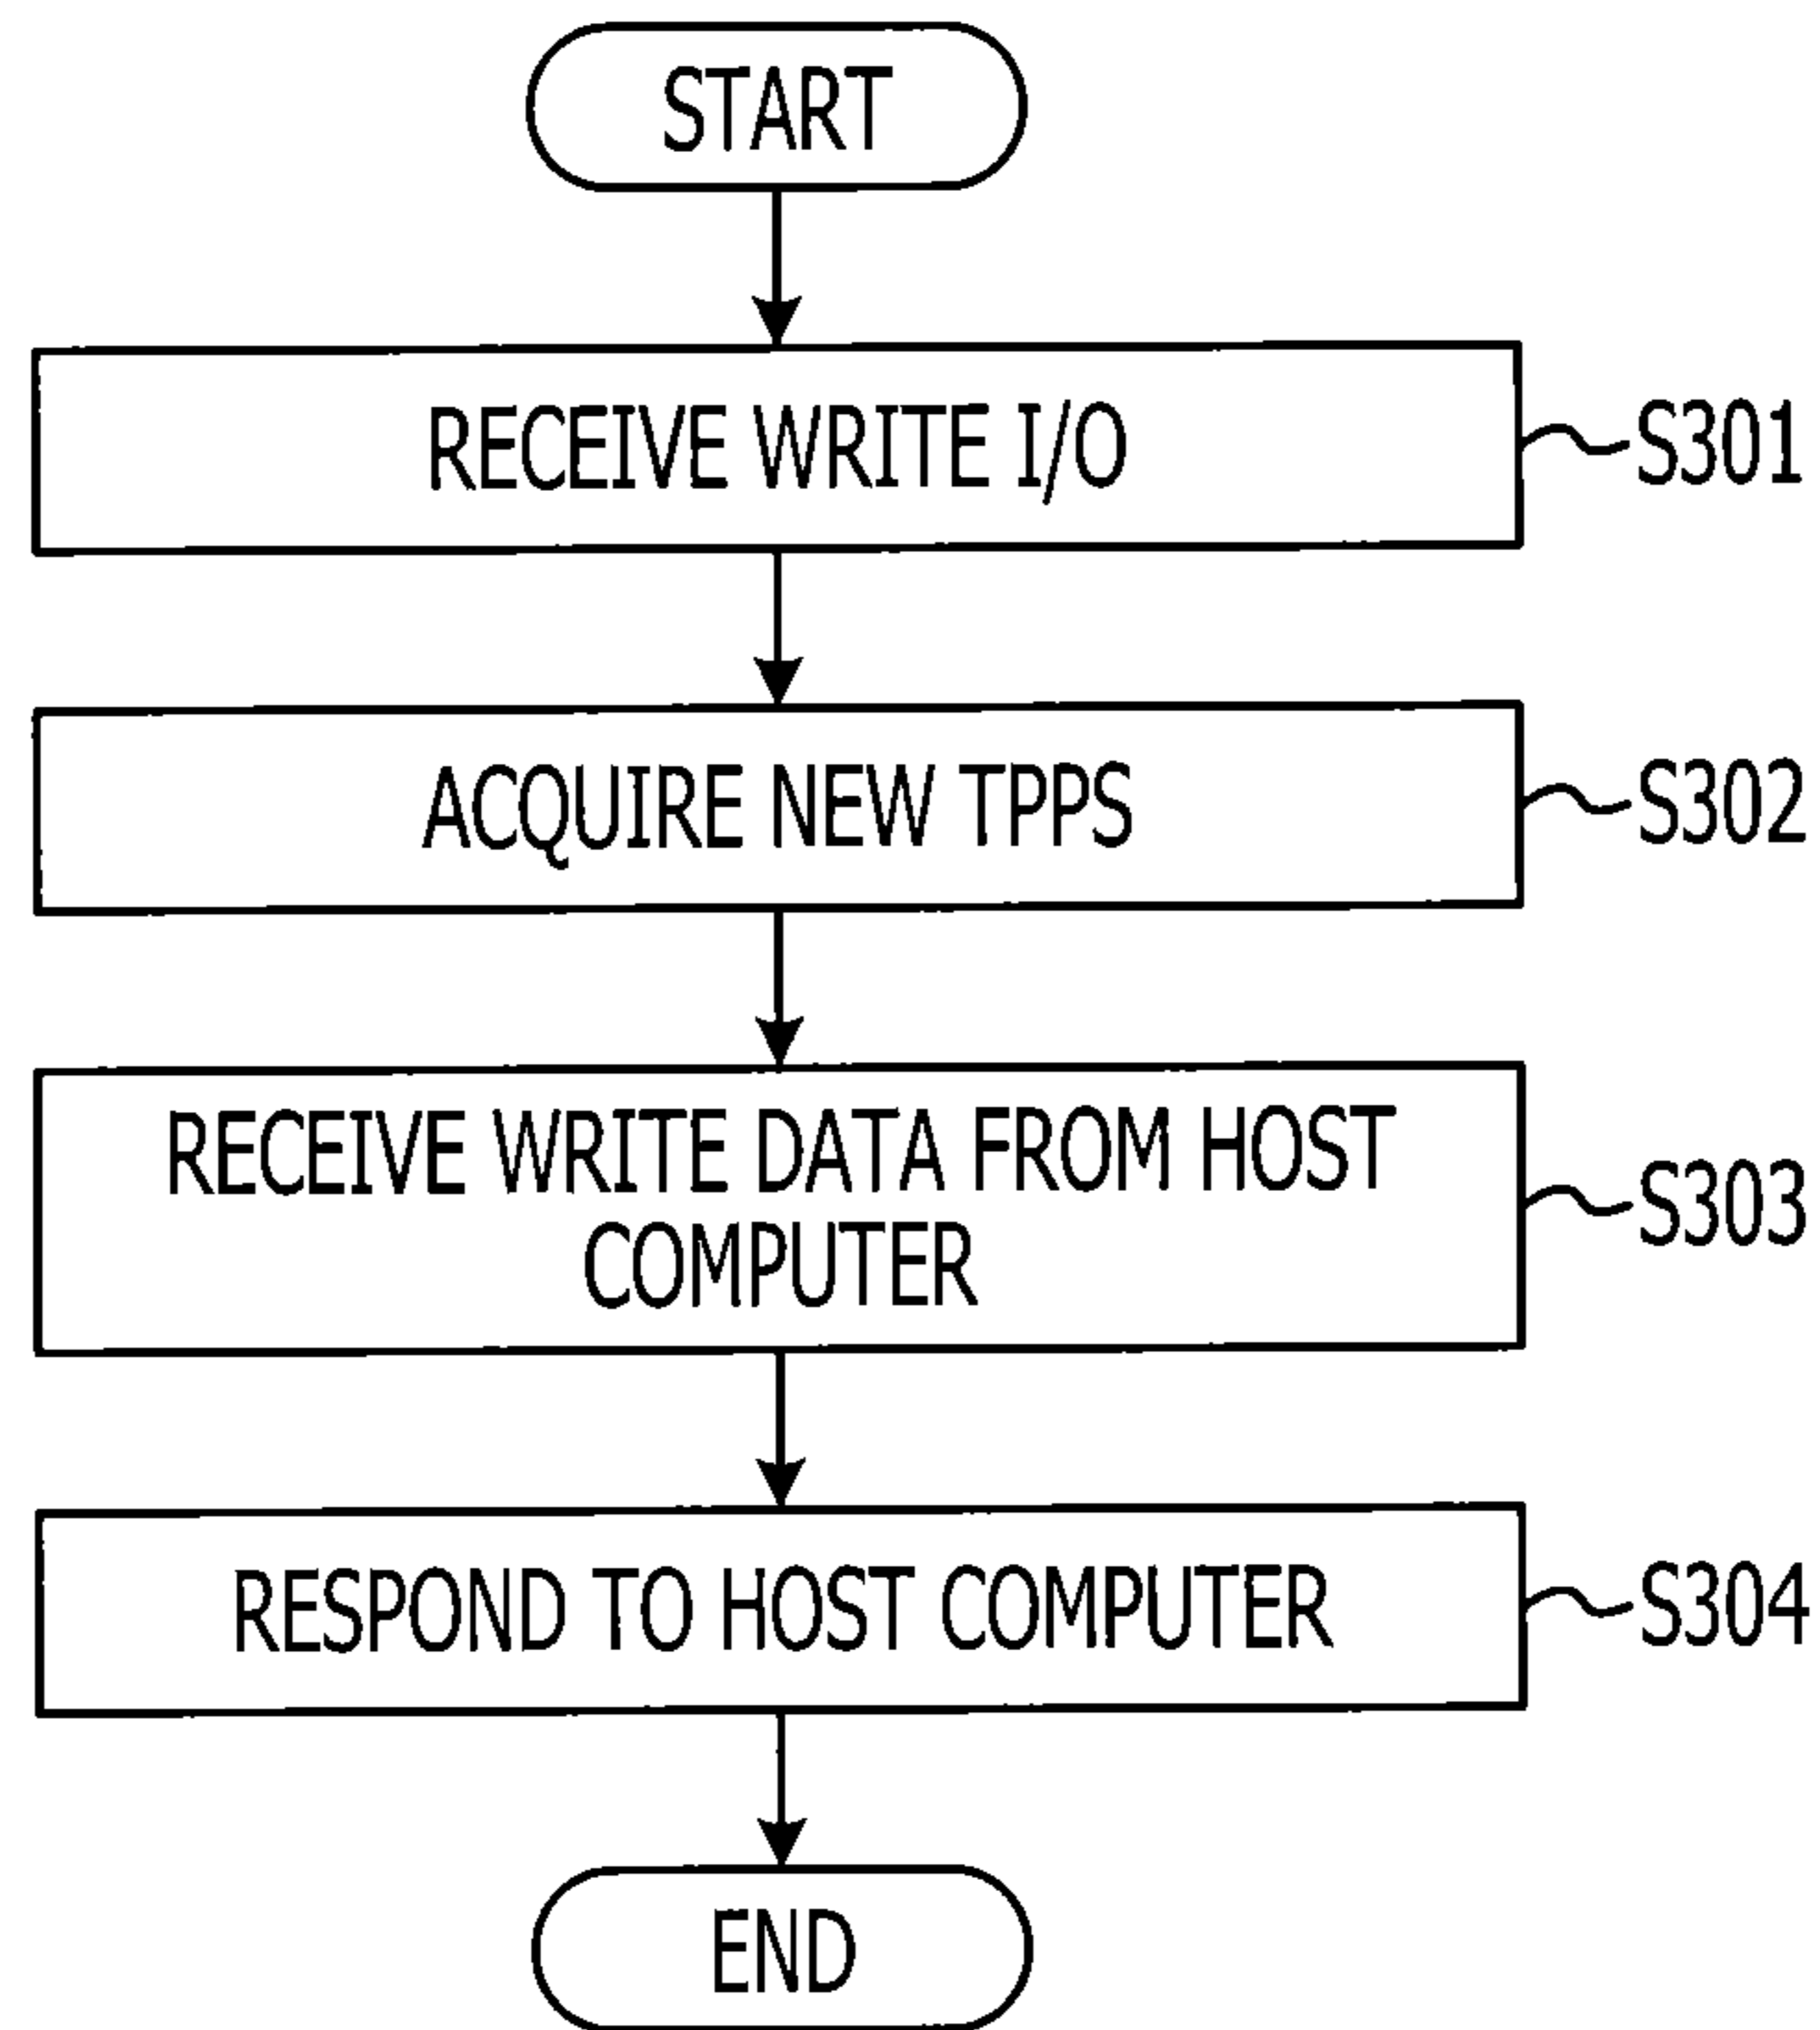 START
RECEIVE WRITE I/O
S301
ACQUIRE NEW TPPS
S302
RECEIVE WRITE DATA FROM HOST
COMPUTER
S303
RESPOND TO HOST COMPUTER
S304
END